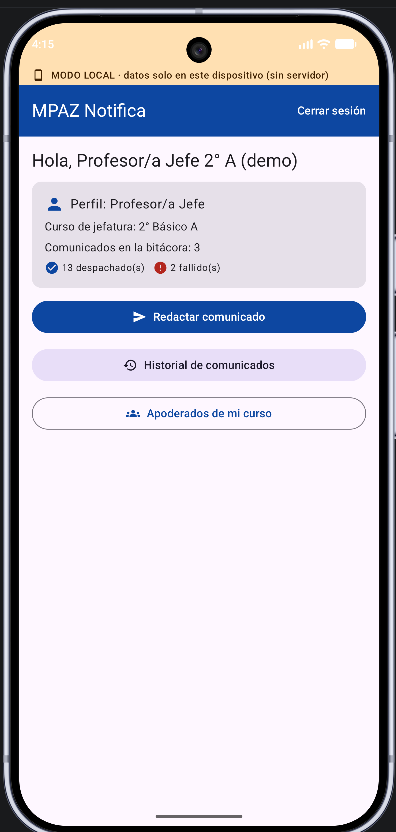 4:15
MODO LOCAL · datos solo en este dispositivo (sin servidor)
MPAZ Notifica
Cerrar sesión
Hola, Profesor/a Jefe 2° A (demo)
Perfil: Profesor/a Jefe
Curso de jefatura: 2° Básico A
Comunicados en la bitácora: 3
13 despachado(s) 2 fallido(s)
Redactar comunicado
Historial de comunicados
Apoderados de mi curso